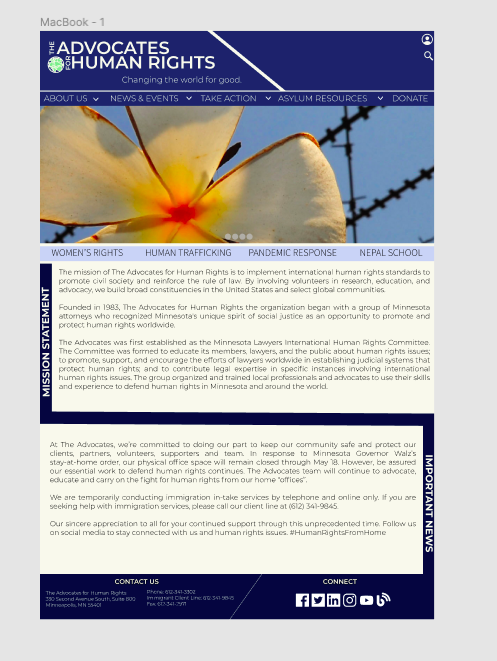 MacBook - 1
THE ADVOCATES
FOR HUMAN RIGHTS
Changing the world for good.
ABOUT US NEWS & EVENTS TAKE ACTION ASYLUM RESOURCES DONATE
WOMEN'S RIGHTS HUMAN TRAFFICKING PANDEMIC RESPONSE NEPAL SCHOOL
MISSION STATEMENT
The mission of The Advocates for Human Rights is to implement international human rights standards to
promote civil society and reinforce the rule of law. By involving volunteers in research, education, and
advocacy, we build broad constituencies in the United States and select global communities.
Founded in 1983, The Advocates for Human Rights the organization began with a group of Minnesota
attorneys who recognized Minnesota's unique spirit of social justice as an opportunity to promote and
protect human rights worldwide.
The Advocates was first established as the Minnesota Lawyers International Human Rights Committee.
The Committee was formed to educate its members, lawyers, and the public about human rights issues;
to promote, support, and encourage the efforts of lawyers worldwide in establishing judicial systems that
protect human rights; and to contribute legal expertise in specific instances involving international
human rights issues. The group organized and trained local professionals and advocates to use their skills
and experience to defend human rights in Minnesota and around the world.
At The Advocates, we're committed to doing our part to keep our community safe and protect our
clients, partners, volunteers, supporters and team. In response to Minnesota Governor Walz's
stay-at-home order, our physical office space will remain closed through May 18. However, be assured
our essential work to defend human rights continues. The Advocates team will continue to advocate,
educate and carry on the fight for human rights from our home "offices".
We are temporarily conducting immigration in-take services by telephone and online only. If you are
seeking help with immigration services, please call our client line at (612) 341-9845.
Our sincere appreciation to all for your continued support through this unprecedented time. Follow us
on social media to stay connected with us and human rights issues. #HumanRightsFromHome
IMPORTANT NEWS
CONTACT US
The Advocates for Human Rights
330 Second Avenue South, Suite 800
Minneapolis, MN 55401
Phone: 612-341-3302
Immigrant Client Line: 612-341-9845
Fax: 612-341-2971
CONNECT